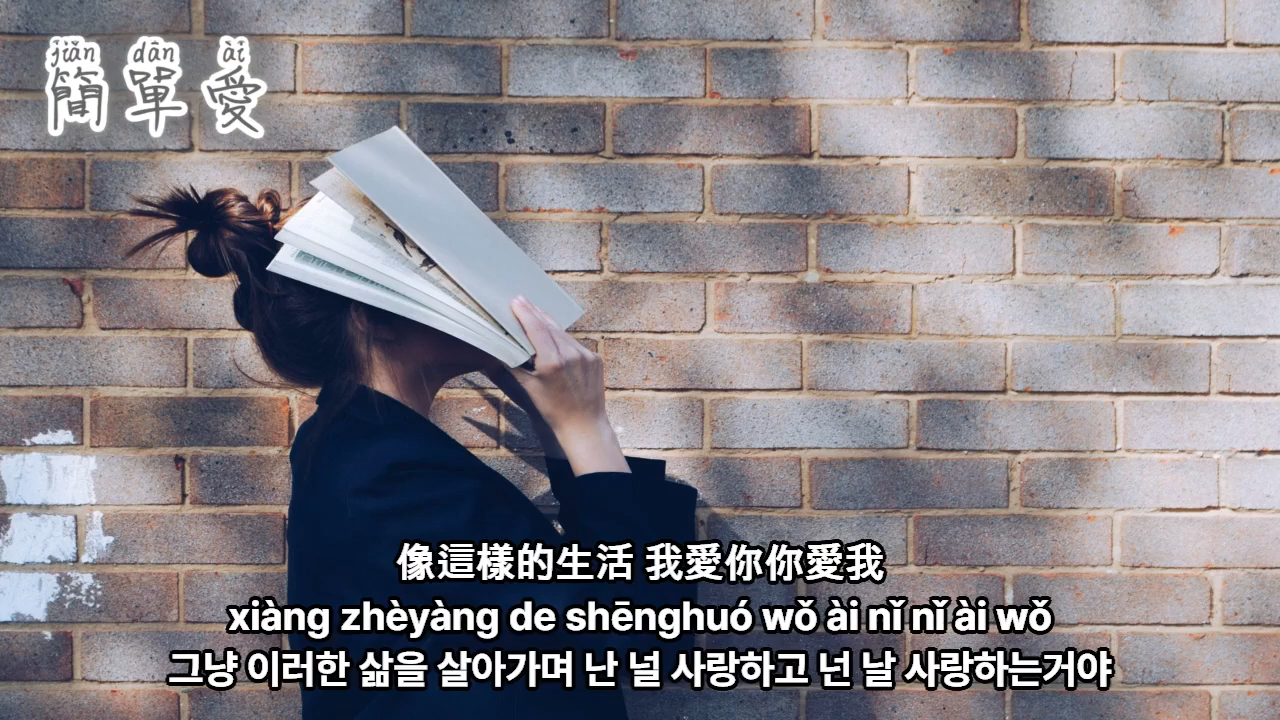 jiǎn dān ài
簡單愛
像這樣的生活 我愛你你愛我
xiàng zhèyàng de shēnghuó wǒ ài nǐ nǐ ài wǒ
그냥 이러한 삶을 살아가며 난 널 사랑하고 넌 날 사랑하는거야